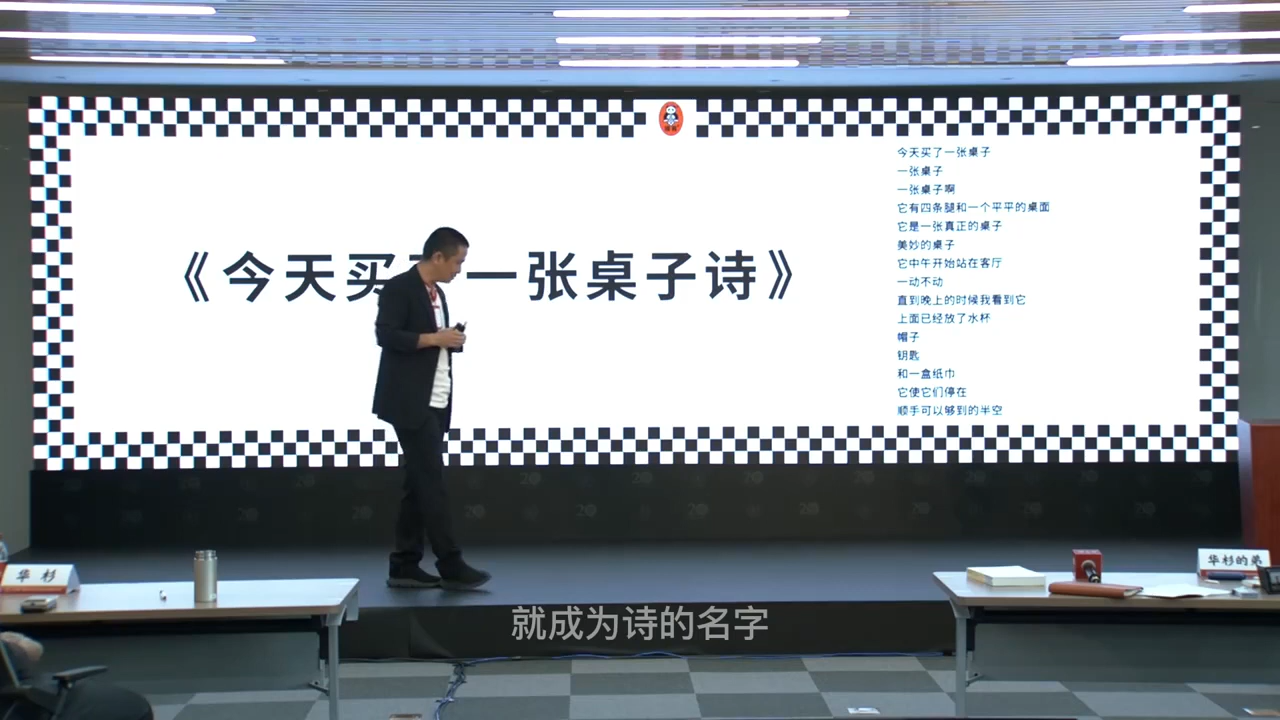 《今天买了一张桌子诗》
今天买了一张桌子
一张桌子
一张桌子啊
它有四条腿和一个平平的桌面
它是一张真正的桌子
美妙的桌子
它中午开始站在客厅
一动不动
直到晚上的时候我看到它
上面已经放了水杯
帽子
钥匙
和一盒纸巾
它使它们停在
顺手可以够到的半空
华杉
华杉的弟
就成为诗的名字